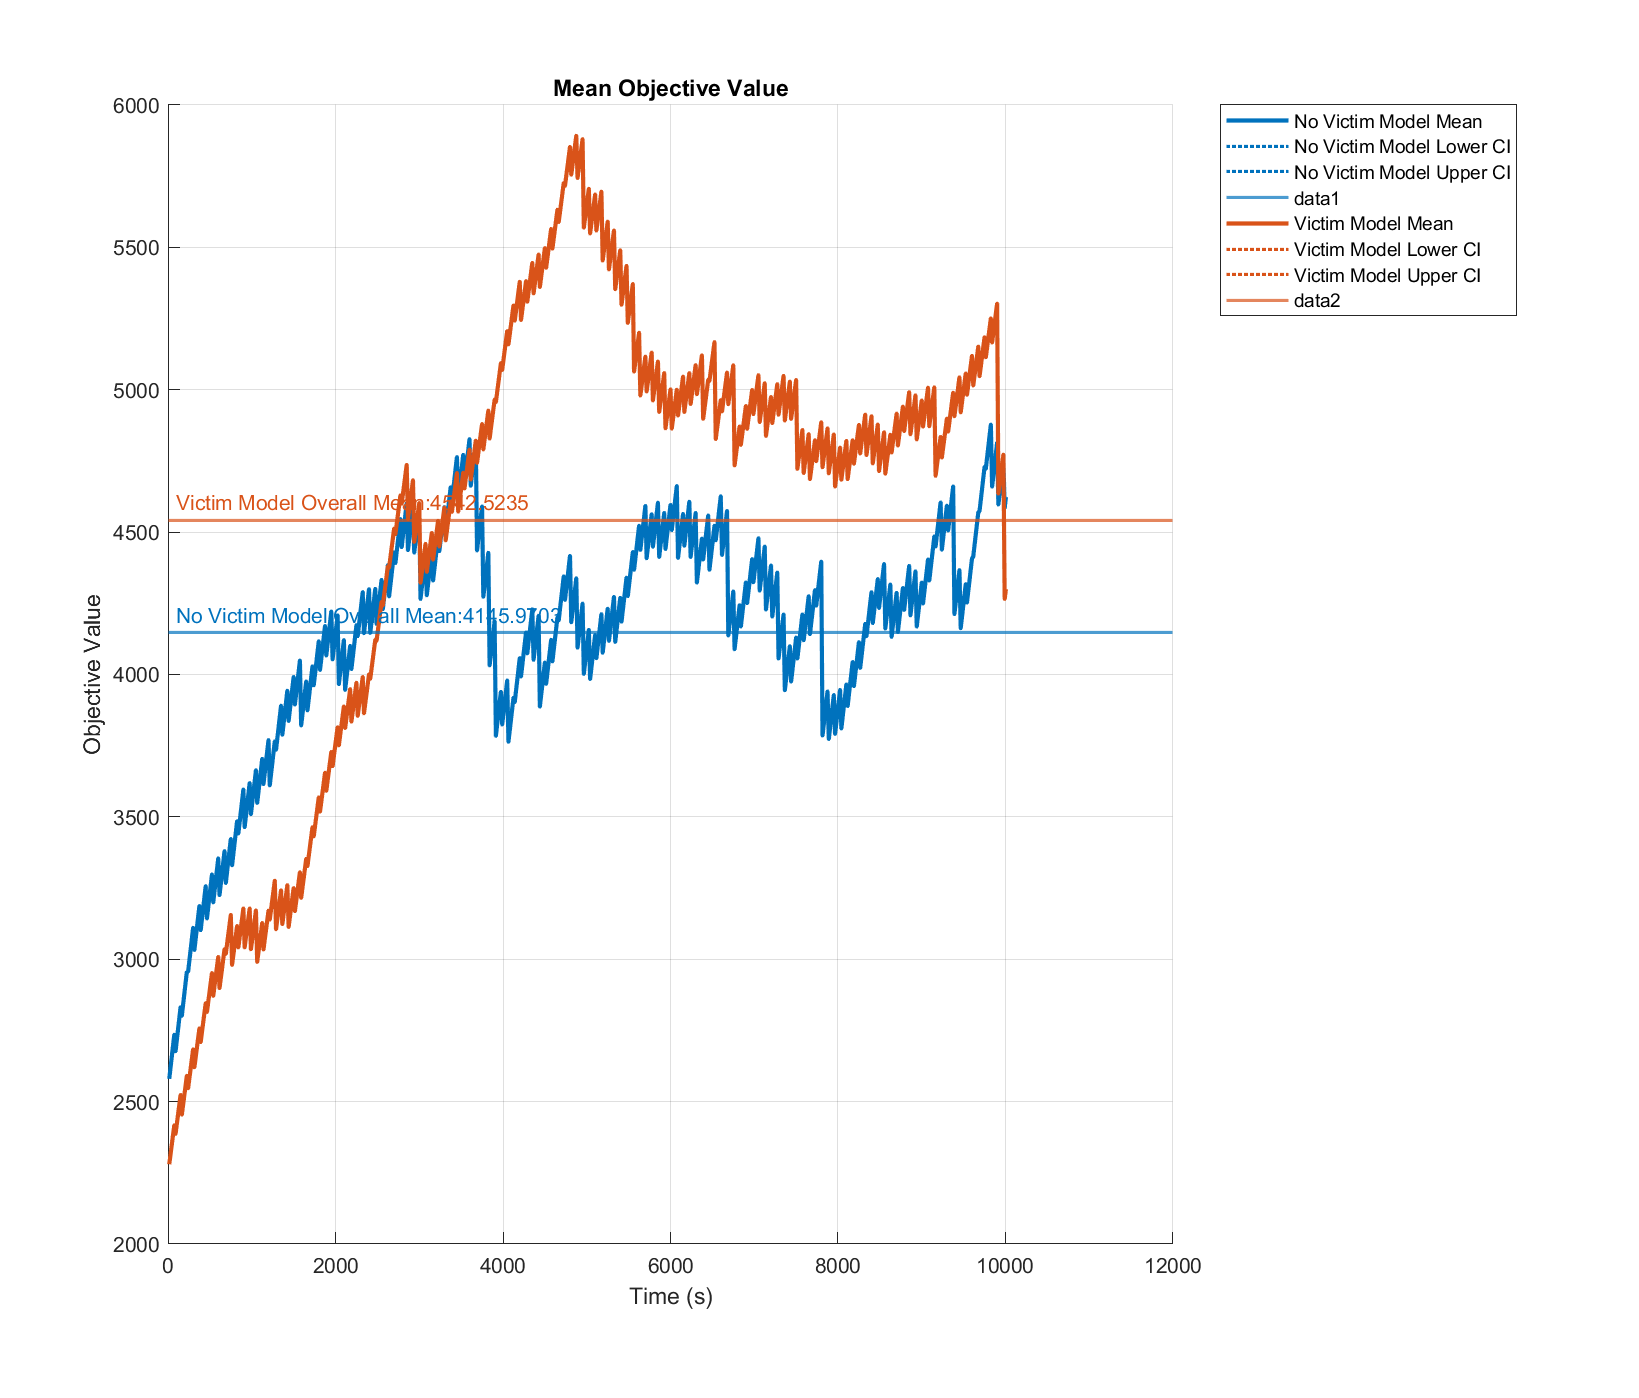 Mean Objective Value
6000
5500
5000
4500
4000
3500
3000
2500
2000
Objective Value
0
2000
4000
6000
8000
10000
12000
Time (s)
Victim Model Overall Mean:4542.5235
No Victim Model Overall Mean:4145.9703
No Victim Model Mean
No Victim Model Lower CI
No Victim Model Upper CI
data1
Victim Model Mean
Victim Model Lower CI
Victim Model Upper CI
data2